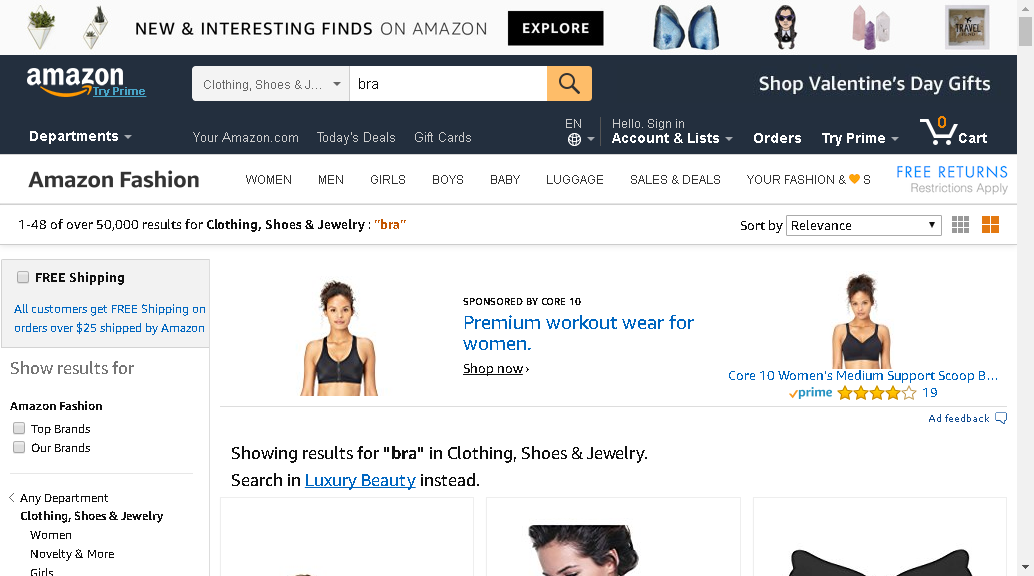 NEW & INTERESTING FINDS ON AMAZON EXPLORE
TRAVEL
amazon
Try Prime
Clothing, Shoes & J... bra
Shop Valentine's Day Gifts
Departments
Your Amazon.com Today's Deals Gift Cards
EN
Hello. Sign in
Account & Lists
Orders
Try Prime
0
Cart
Amazon Fashion
WOMEN MEN GIRLS BOYS BABY LUGGAGE SALES & DEALS YOUR FASHION & 🧡 S
FREE RETURNS
Restrictions Apply
1-48 of over 50,000 results for Clothing, Shoes & Jewelry : "bra"
Sort by Relevance
FREE Shipping
All customers get FREE Shipping on
orders over $25 shipped by Amazon
Show results for
Amazon Fashion
Top Brands
Our Brands
Any Department
Clothing, Shoes & Jewelry
Women
Novelty & More
Girls
SPONSORED BY CORE 10
Premium workout wear for
women.
Shop now ›
Core 10 Women's Medium Support Scoop B...
prime 19
Ad feedback
Showing results for "bra" in Clothing, Shoes & Jewelry.
Search in Luxury Beauty instead.